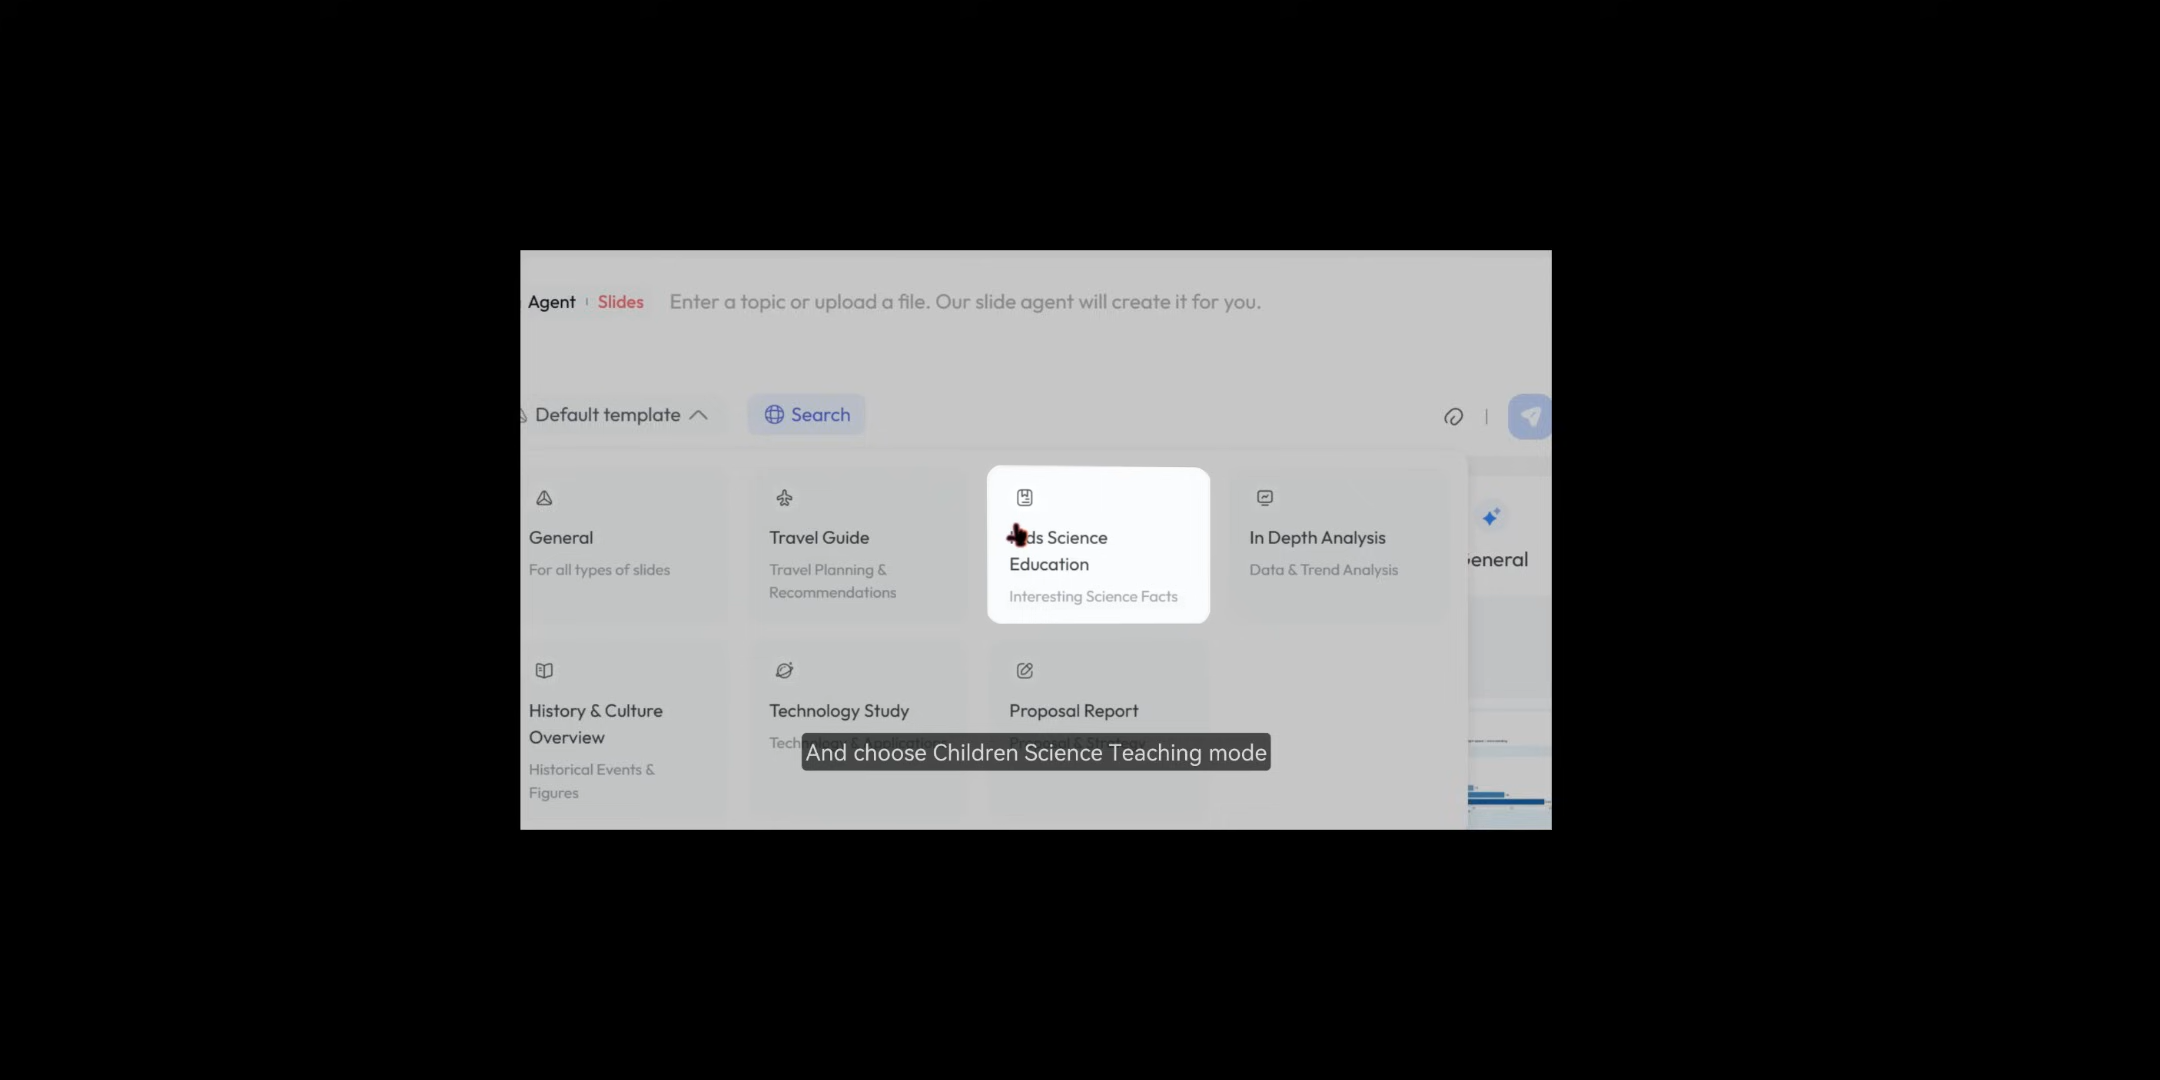 Agent Slides Enter a topic or upload a file. Our slide agent will create it for you.
Default template Search
General
For all types of slides
Travel Guide
Travel Planning &
Recommendations
ds Science
Education
Interesting Science Facts
In Depth Analysis
Data & Trend Analysis
eneral
History & Culture
Overview
Historical Events &
Figures
Technology Study
Proposal Report
And choose Children Science Teaching mode